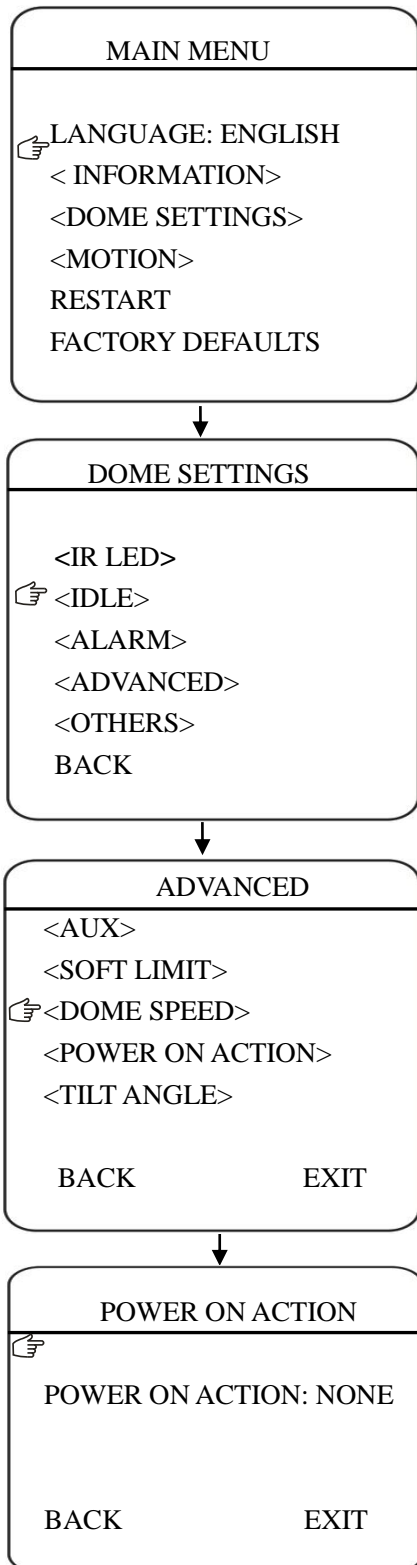 MAIN MENU
LANGUAGE: ENGLISH
< INFORMATION>
<DOME SETTINGS>
<MOTION>
RESTART
FACTORY DEFAULTS
DOME SETTINGS
<IR LED>
<IDLE>
<ALARM>
<ADVANCED>
<OTHERS>
BACK
ADVANCED
<AUX>
<SOFT LIMIT>
<DOME SPEED>
<POWER ON ACTION>
<TILT ANGLE>
BACK EXIT
POWER ON ACTION
POWER ON ACTION: NONE
BACK EXIT